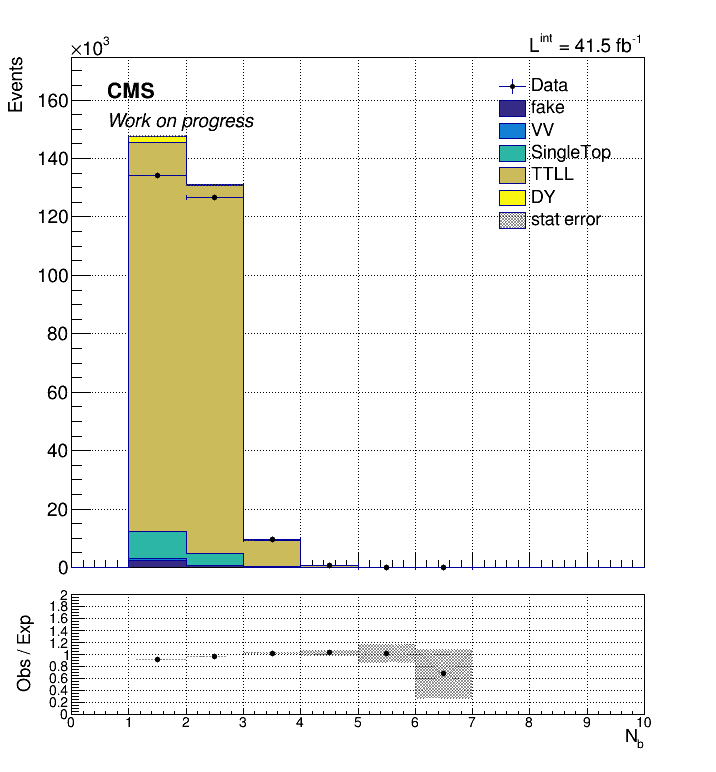 ×10³
L^int = 41.5 fb⁻¹
Events
CMS
Work on progress
Data
fake
VV
SingleTop
TTLL
DY
stat error
160
140
120
100
80
60
40
20
0
Obs / Exp
2
1.8
1.6
1.4
1.2
1
0.8
0.6
0.4
0.2
0
0 1 2 3 4 5 6 7 8 9 10
N_b